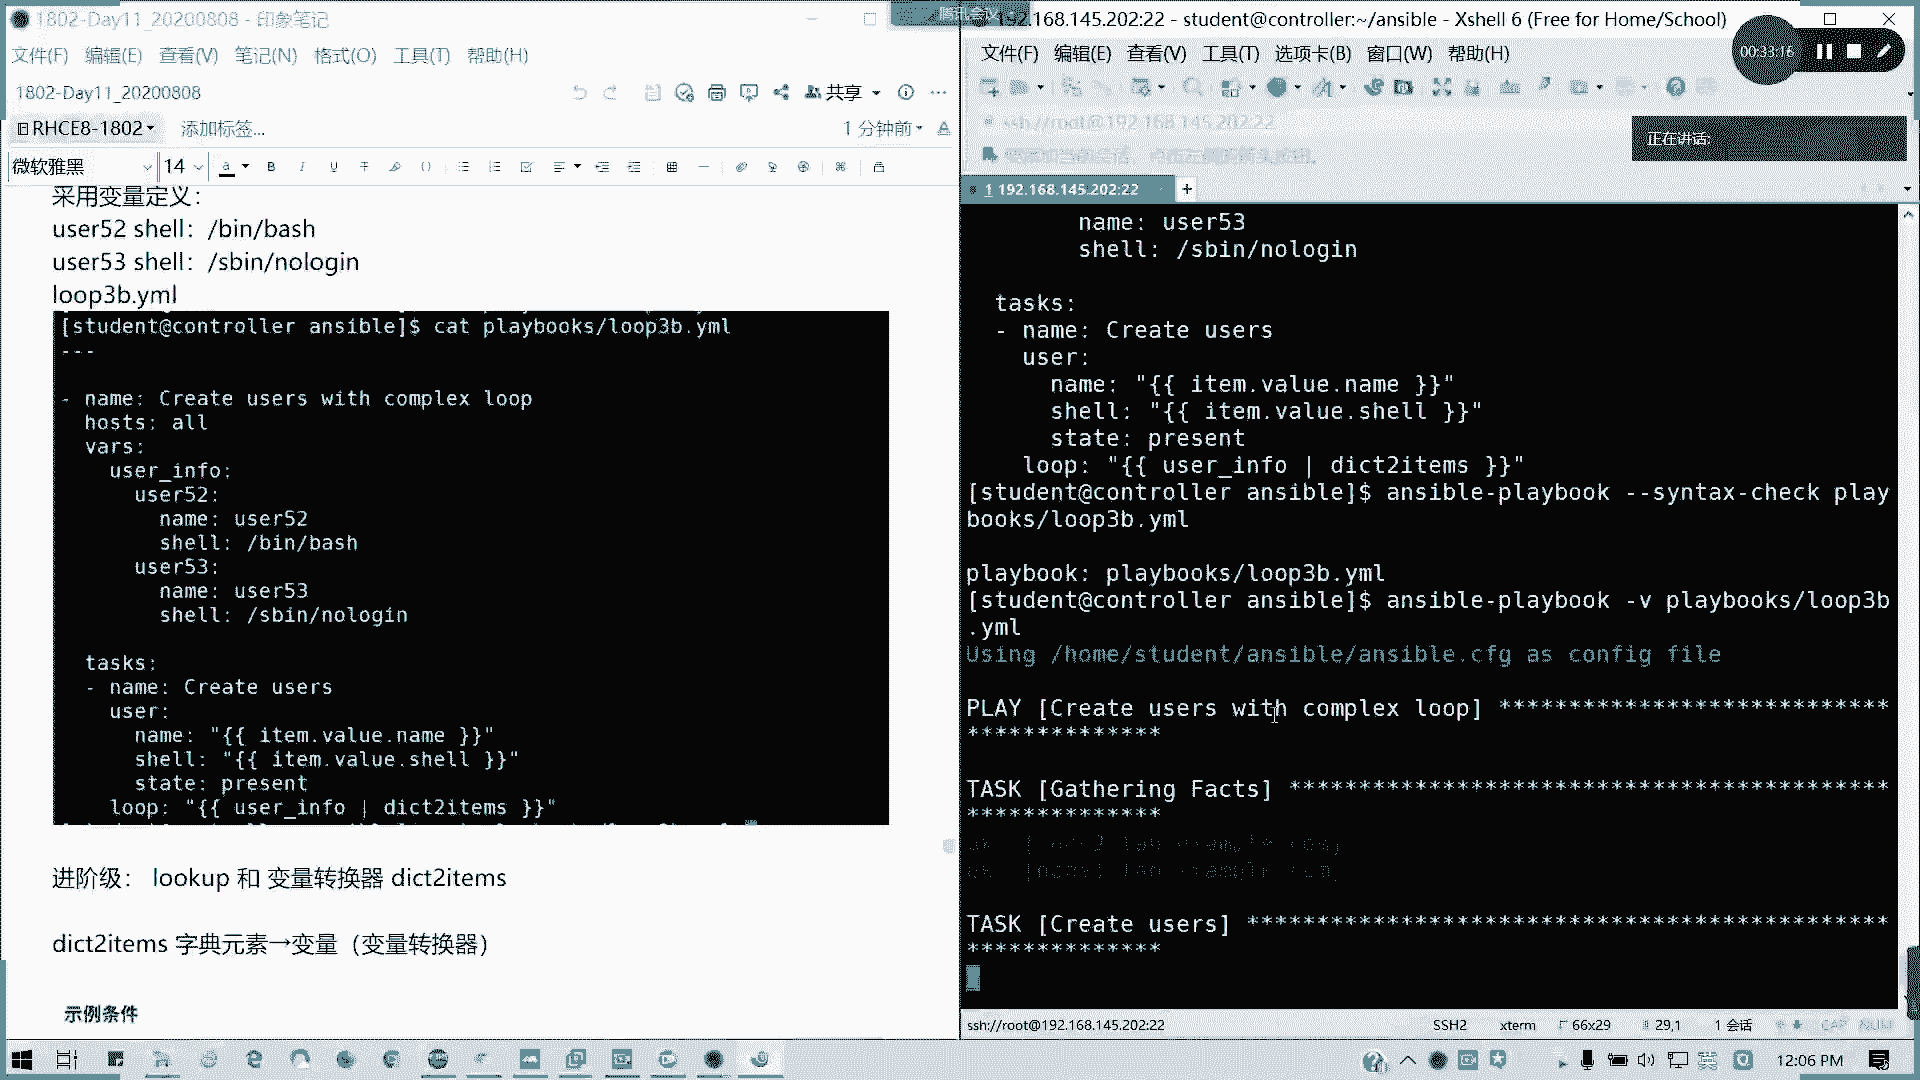 1802-Day11_20200808 - 印象笔记
文件(F) 编辑(E) 查看(V) 笔记(N) 格式(O) 工具(T) 帮助(H)
1802-Day11_20200808
共享
RHCE8-1802
添加标签...
1 分钟前
微软雅黑
14
采用变量定义：
user52 shell：/bin/bash
user53 shell：/sbin/nologin
loop3b.yml
[student@controller ansible]$ cat playbooks/loop3b.yml
---
- name: Create users with complex loop
hosts: all
vars:
user_info:
user52:
name: user52
shell: /bin/bash
user53:
name: user53
shell: /sbin/nologin
tasks:
- name: Create users
user:
name: "{{ item.value.name }}"
shell: "{{ item.value.shell }}"
state: present
loop: "{{ user_info | dict2items }}"
进阶级： lookup 和 变量转换器 dict2items
dict2items 字典元素→变量（变量转换器）
示例条件
腾讯会议
192.168.145.202:22 - student@controller:~/ansible - Xshell 6 (Free for Home/School)
文件(F) 编辑(E) 查看(V) 工具(T) 选项卡(B) 窗口(W) 帮助(H)
00:33:16
ssh://root@192.168.145.202:22
正在讲话:
1 192.168.145.202:22
name: user53
shell: /sbin/nologin
tasks:
- name: Create users
user:
name: "{{ item.value.name }}"
shell: "{{ item.value.shell }}"
state: present
loop: "{{ user_info | dict2items }}"
[student@controller ansible]$ ansible-playbook --syntax-check play
books/loop3b.yml
playbook: playbooks/loop3b.yml
[student@controller ansible]$ ansible-playbook -v playbooks/loop3b
.yml
Using /home/student/ansible/ansible.cfg as config file
PLAY [Create users with complex loop] ****************************
**************
TASK [Gathering Facts] *******************************************
**************
TASK [Create users] **********************************************
**************
ssh://root@192.168.145.202:22
SSH2
xterm
66x29
29,1
1 会话
CAP
NUM
英
12:06 PM